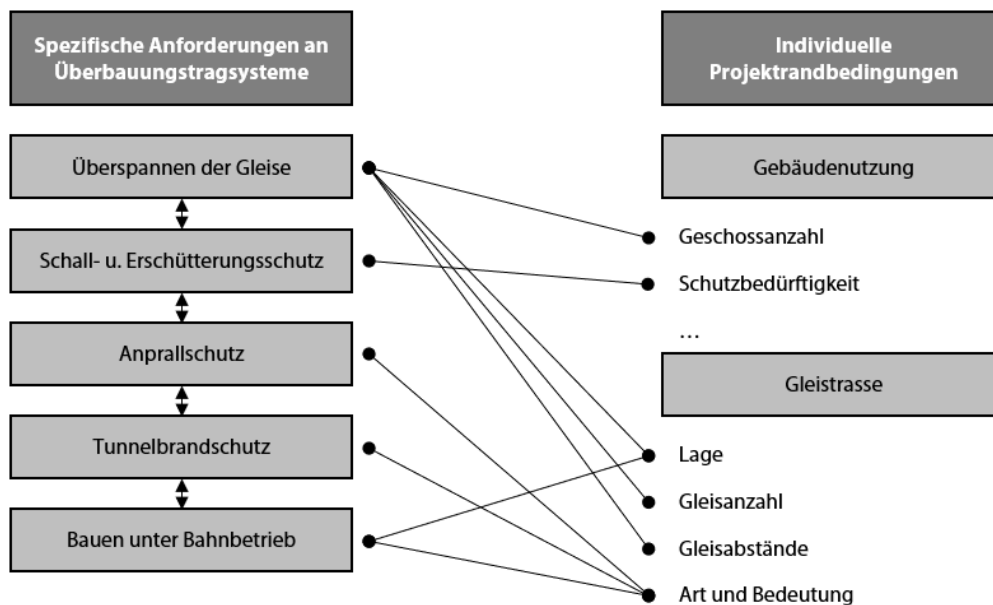 Spezifische Anforderungen an
Überbauungstragsysteme
Überspannen der Gleise
Schall- u. Erschütterungsschutz
Anprallschutz
Tunnelbrandschutz
Bauen unter Bahnbetrieb
Individuelle
Projektrandbedingungen
Gebäudenutzung
Geschossanzahl
Schutzbedürftigkeit
...
Gleistrasse
Lage
Gleisanzahl
Gleisabstände
Art und Bedeutung